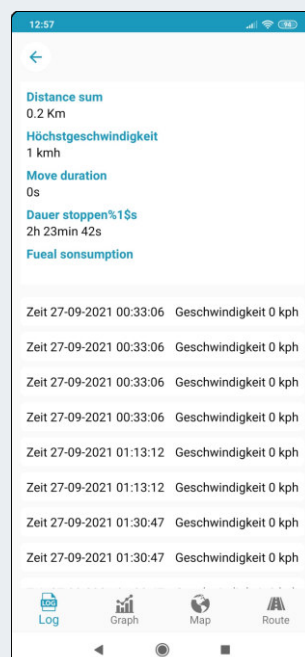 12:57
96
Distance sum
0.2 Km
Höchstgeschwindigkeit
1 kmh
Move duration
0s
Dauer stoppen%1$s
2h 23min 42s
Fueal sonsumption
Zeit 27-09-2021 00:33:06 Geschwindigkeit 0 kph
Zeit 27-09-2021 00:33:06 Geschwindigkeit 0 kph
Zeit 27-09-2021 00:33:06 Geschwindigkeit 0 kph
Zeit 27-09-2021 00:33:06 Geschwindigkeit 0 kph
Zeit 27-09-2021 01:13:12 Geschwindigkeit 0 kph
Zeit 27-09-2021 01:13:12 Geschwindigkeit 0 kph
Zeit 27-09-2021 01:30:47 Geschwindigkeit 0 kph
Zeit 27-09-2021 01:30:47 Geschwindigkeit 0 kph
LOG
Log Graph Map Route